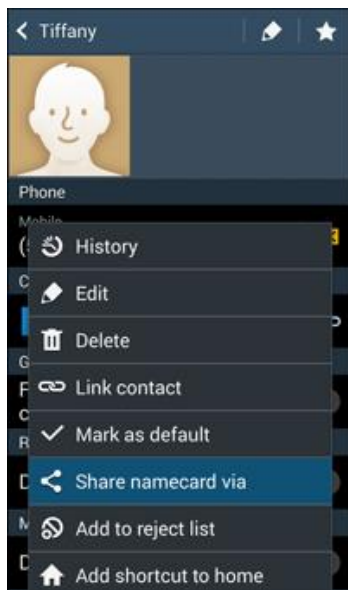 Tiffany
Phone
Mobile
History
Edit
Delete
Link contact
Mark as default
Share namecard via
Add to reject list
Add shortcut to home